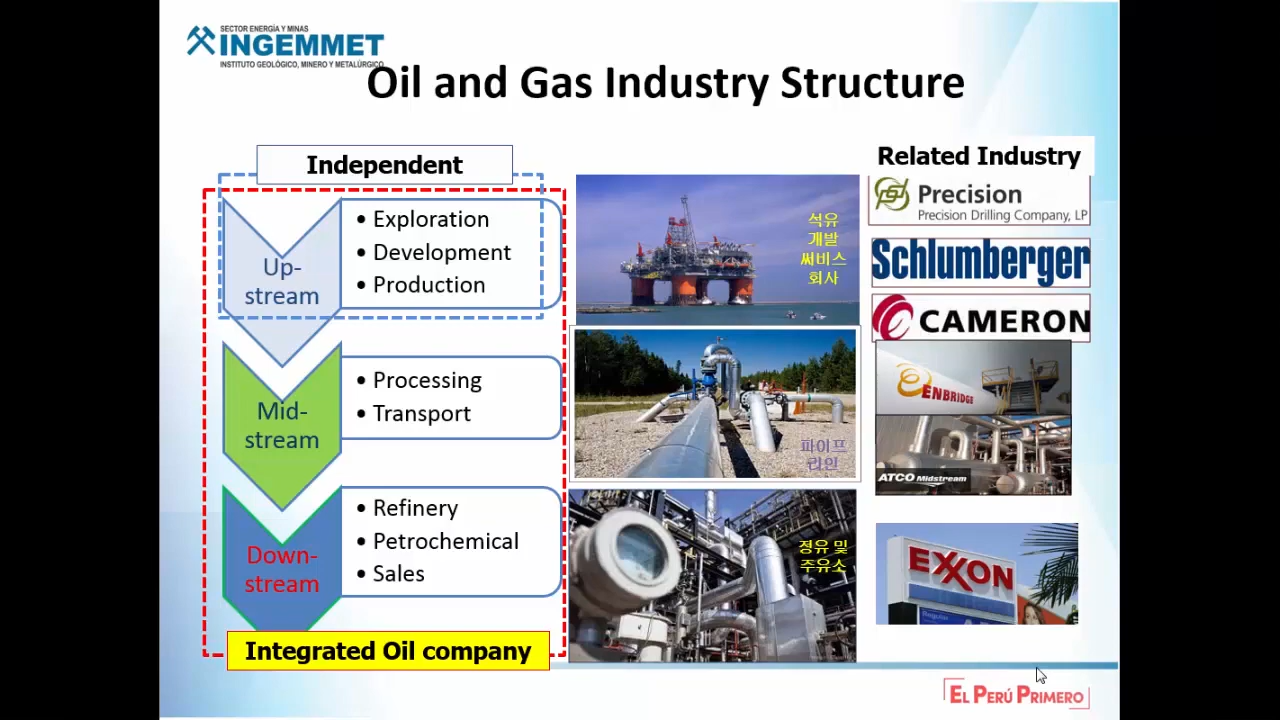 SECTOR ENERGÍA Y MINAS
INGEMMET
INSTITUTO GEOLÓGICO, MINERO Y METALÚRGICO
Oil and Gas Industry Structure
Independent
Up-
stream
• Exploration
• Development
• Production
Mid-
stream
• Processing
• Transport
Down-
stream
• Refinery
• Petrochemical
• Sales
Integrated Oil company
석유
개발
써비스
회사
파이프
라인
정유 및
주유소
Related Industry
Precision
Precision Drilling Company, LP
Schlumberger
CAMERON
ENBRIDGE
ATCO Midstream
EXXON
EL PERÚ PRIMERO